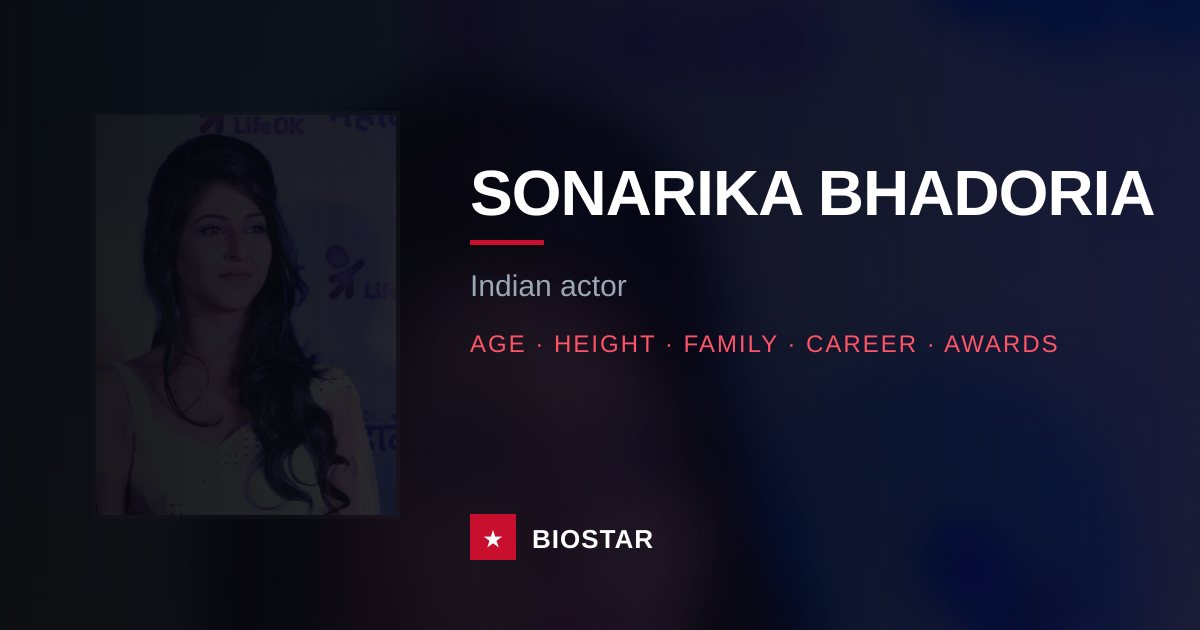 Life OK
SONARIKA BHADORIA
Indian actor
AGE · HEIGHT · FAMILY · CAREER · AWARDS
BIOSTAR